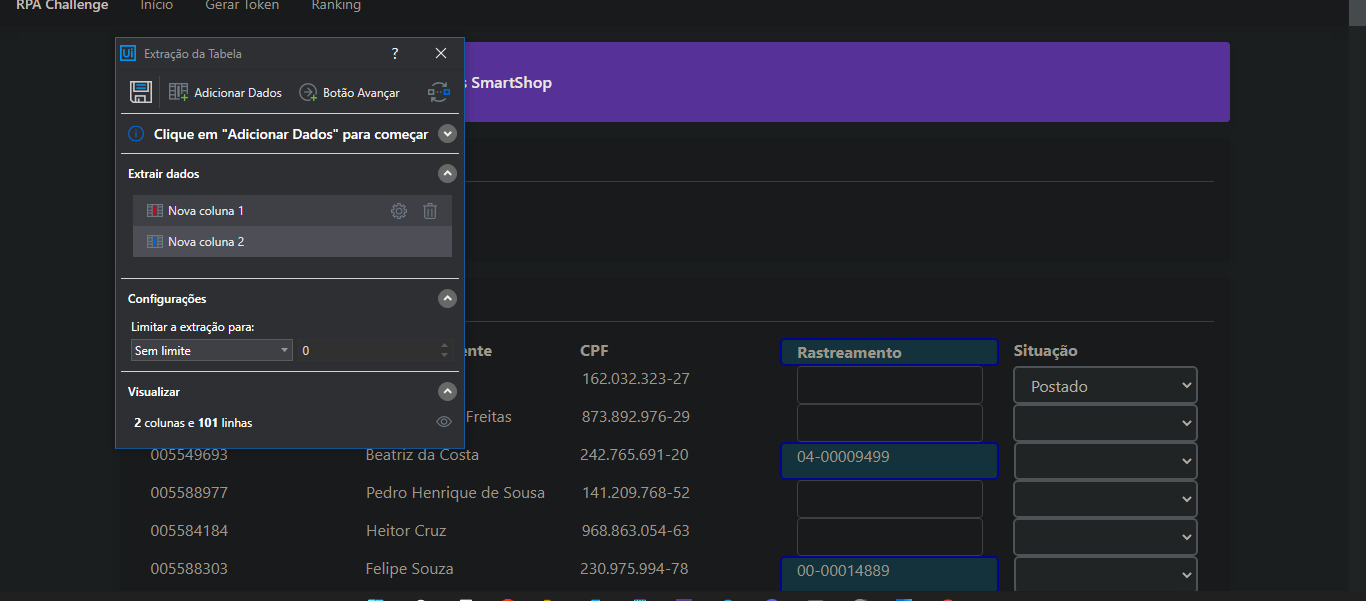 RPA Challenge Início Gerar Token Ranking
Ui Extração da Tabela ?
s SmartShop
Adicionar Dados Botão Avançar
Clique em "Adicionar Dados" para começar
Extrair dados
Nova coluna 1
Nova coluna 2
Configurações
Limitar a extração para:
Sem limite 0
Visualizar
2 colunas e 101 linhas
ente CPF Rastreamento Situação
162.032.323-27 Postado
Freitas 873.892.976-29
005549693 Beatriz da Costa 242.765.691-20 04-00009499
005588977 Pedro Henrique de Sousa 141.209.768-52
005584184 Heitor Cruz 968.863.054-63
005588303 Felipe Souza 230.975.994-78 00-00014889